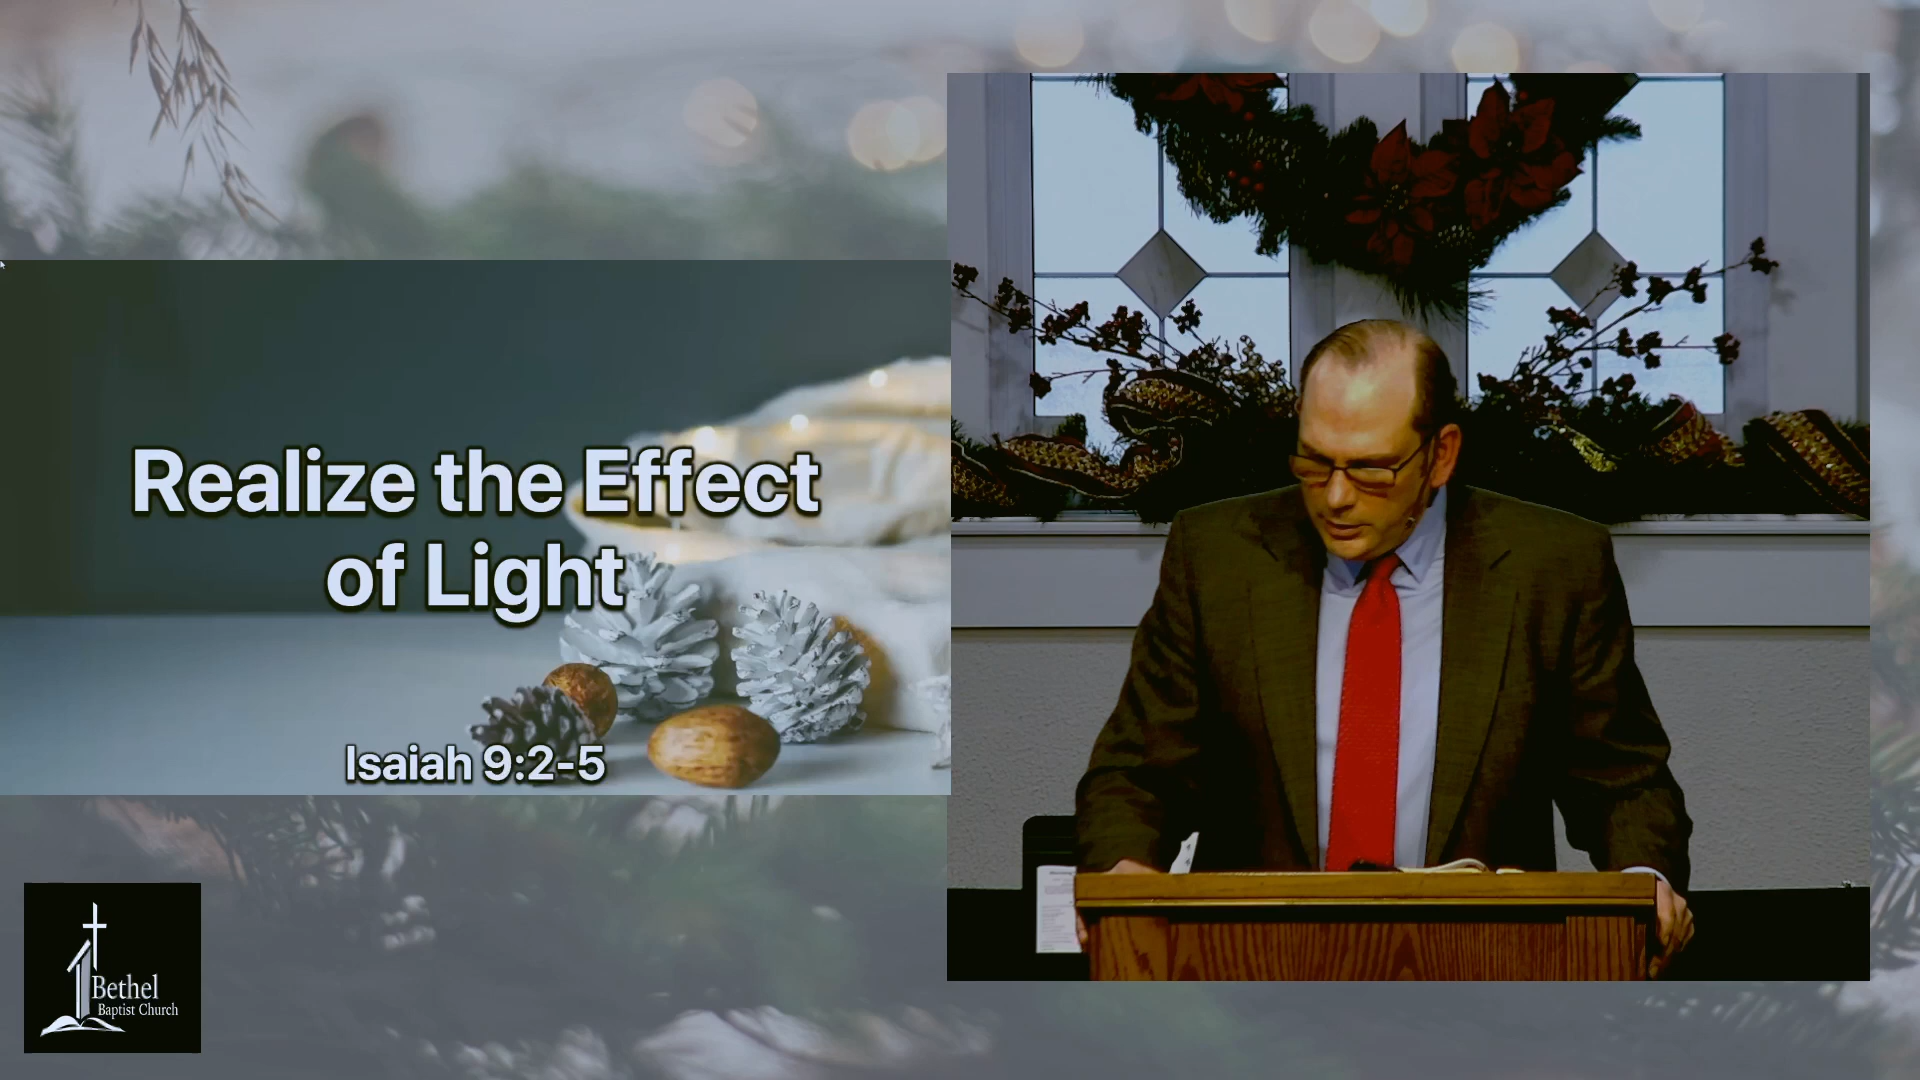 Realize the Effect
of Light
Isaiah 9:2-5
Bethel
Baptist Church